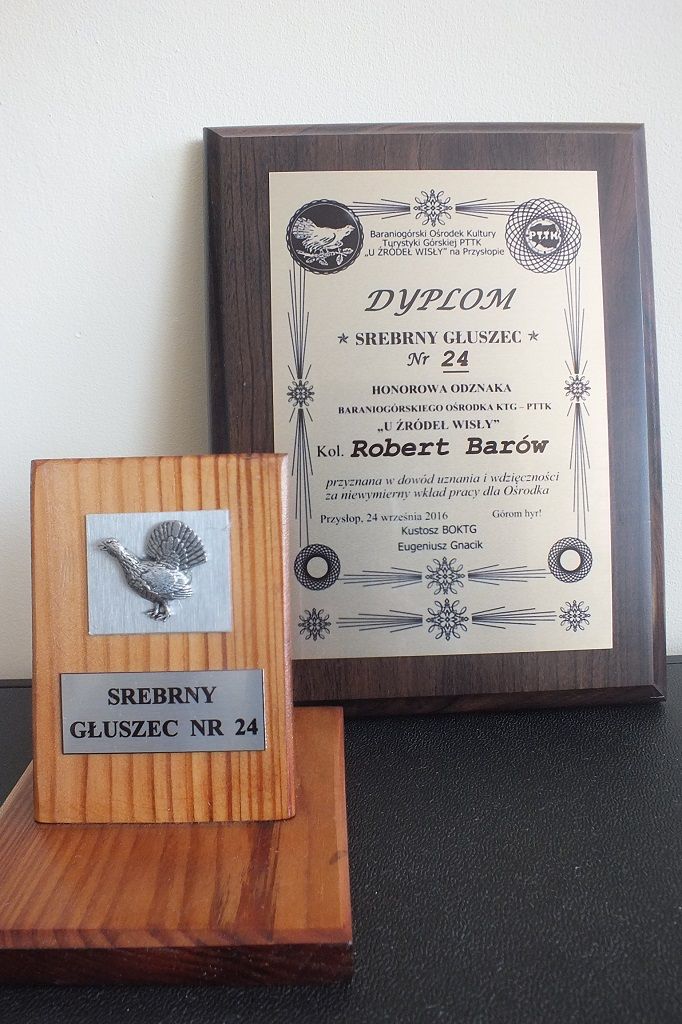 Baraniogórski Ośrodek Kultury
Turystyki Górskiej PTTK
„U ŹRÓDEŁ WISŁY” na Przysłopie
PTTK
DYPLOM
SREBRNY GŁUSZEC
Nr 24
HONOROWA ODZNAKA
BARANIOGÓRSKIEGO OŚRODKA KTG – PTTK
„U ŹRÓDEŁ WISŁY”
Kol. Robert Barów
przyznana w dowód uznania i wdzięczności
za niewymierny wkład pracy dla Ośrodka
Przysłop, 24 września 2016 Górom hyr!
Kustosz BOKTG
Eugeniusz Gnacik
SREBRNY
GŁUSZEC NR 24